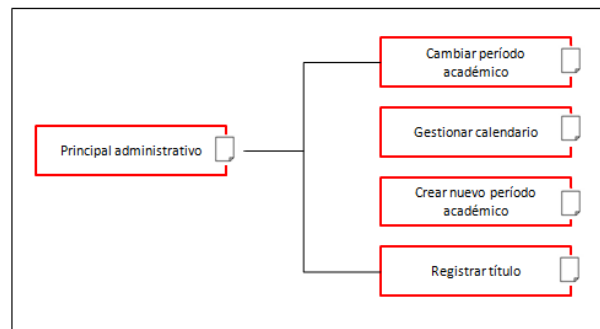 Principal administrativo
Cambiar período
académico
Gestionar calendario
Crear nuevo período
académico
Registrar título